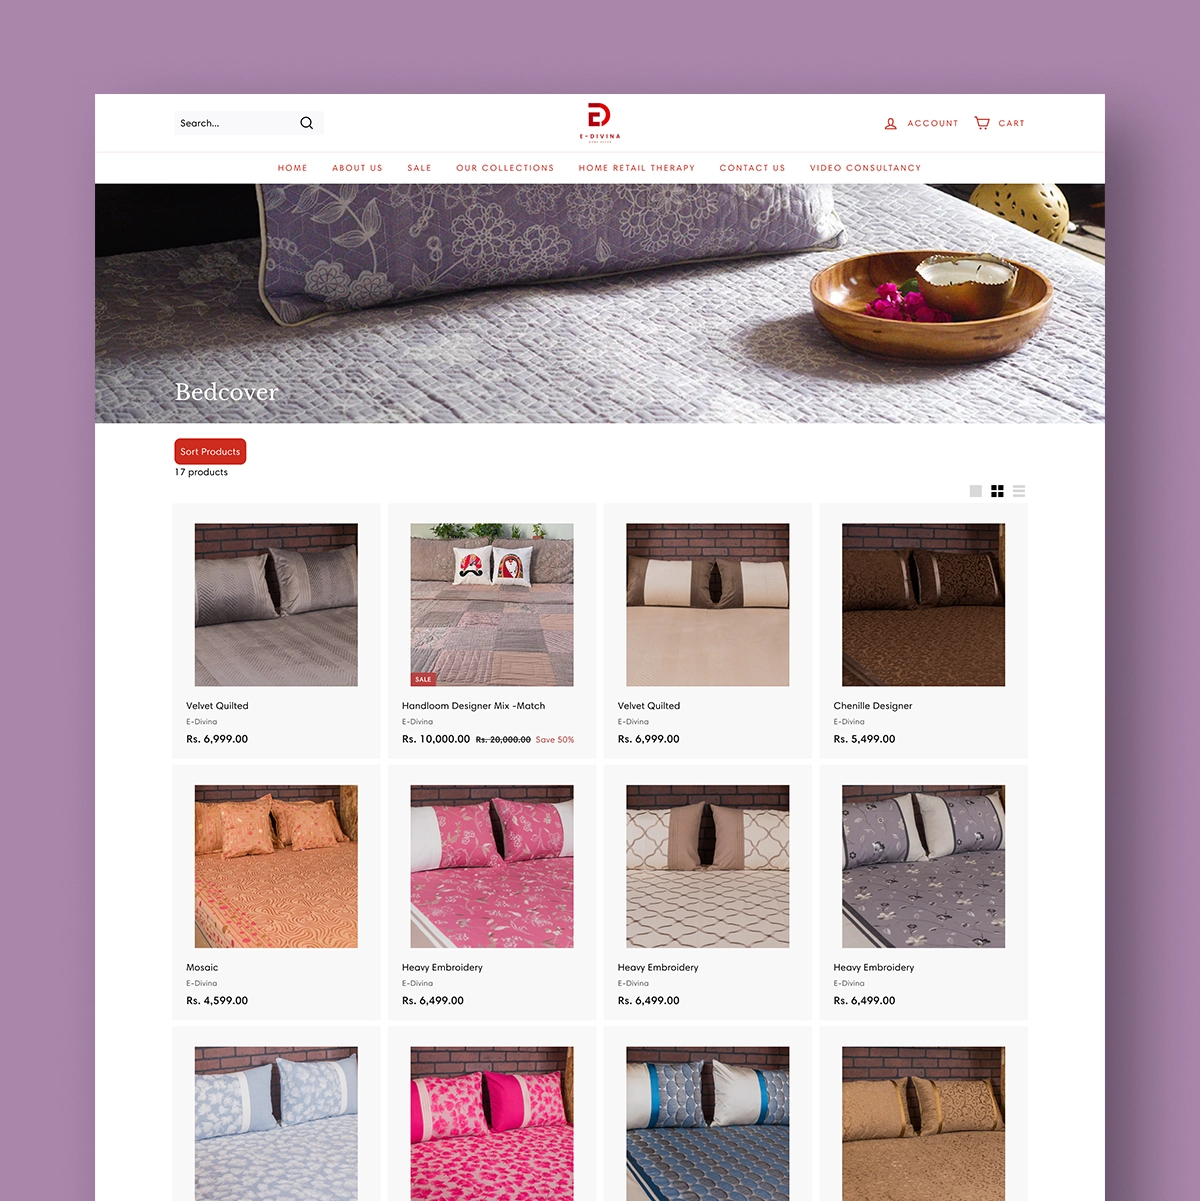 Search...
E-DIVINA
ACCOUNT CART
HOME ABOUT US SALE OUR COLLECTIONS HOME RETAIL THERAPY CONTACT US VIDEO CONSULTANCY
Bedcover
Sort Products
17 products
SALE
Velvet Quilted
E-Divina
Rs. 6,999.00
Handloom Designer Mix -Match
E-Divina
Rs. 10,000.00 Rs. 20,000.00 Save 50%
Velvet Quilted
E-Divina
Rs. 6,999.00
Chenille Designer
E-Divina
Rs. 5,499.00
Mosaic
E-Divina
Rs. 4,599.00
Heavy Embroidery
E-Divina
Rs. 6,499.00
Heavy Embroidery
E-Divina
Rs. 6,499.00
Heavy Embroidery
E-Divina
Rs. 6,499.00